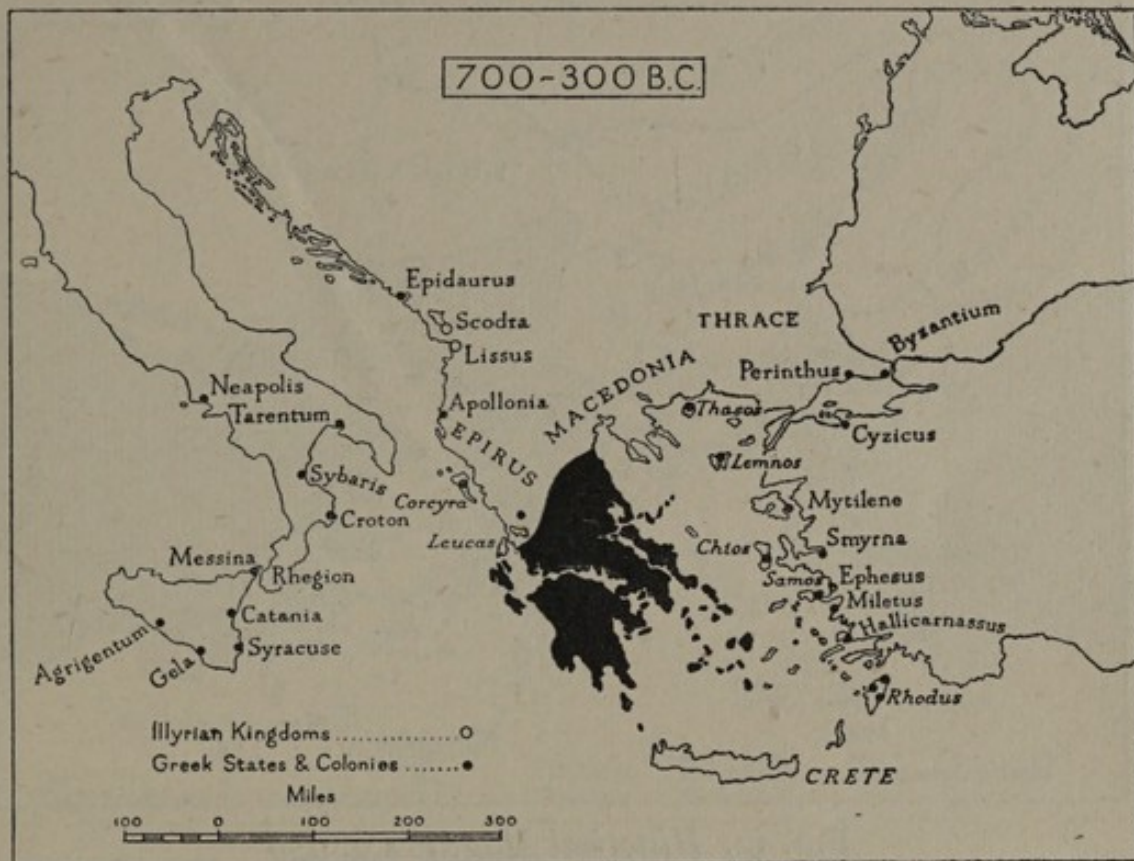 700-300 B.C.
Epidaurus
Scodra
THRACE
Byzantium
Lissus
MACEDONIA
Perinthus
Neapolis
Tarentum
Apollonia
Thasos
EPIRUS
Cyzicus
Lemnos
Sybaris
Corcyra
Mytilene
Croton
Leucas
Chios
Smyrna
Messina
Rhegion
Samos
Ephesus
Miletus
Catania
Hallicarnassus
Agrigentum
Gela
Syracuse
Rhodus
Illyrian Kingdoms
Greek States & Colonies
CRETE
Miles
100 0 100 200 300